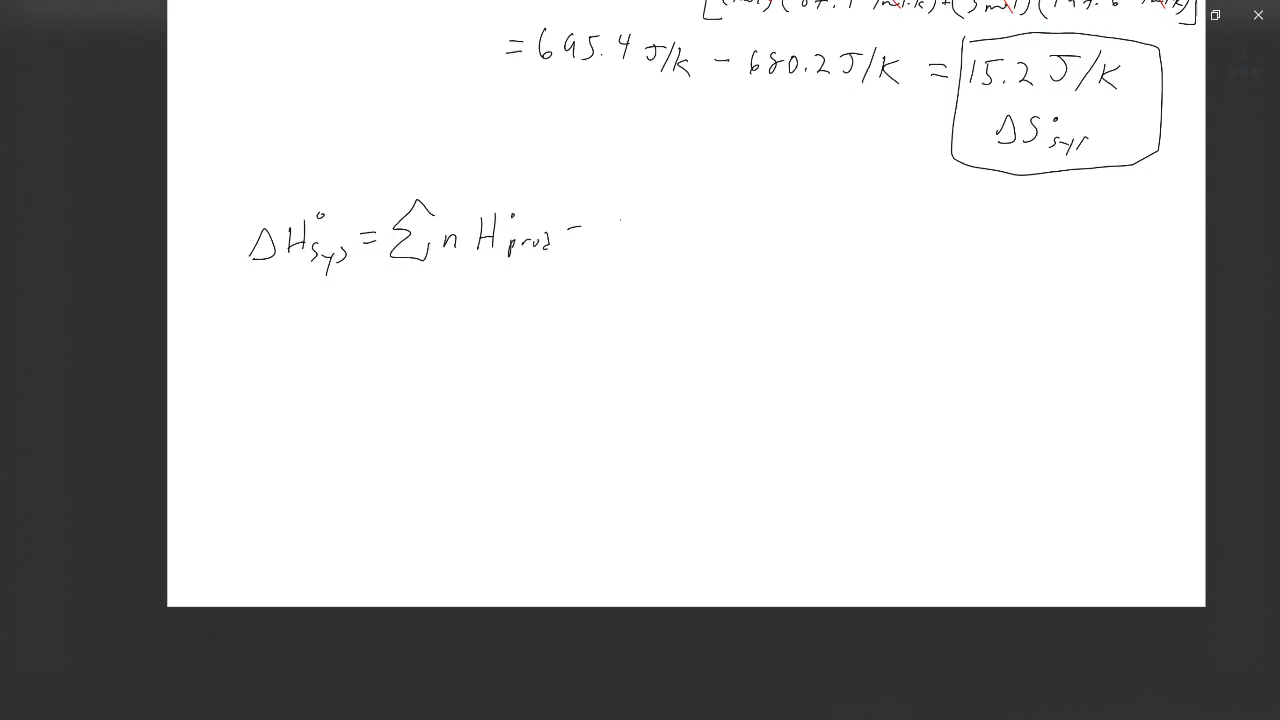 = 695.4 J/K - 680.2 J/K = 15.2 J/K
ΔS°sys
ΔH°sys = Σ n H°prod -